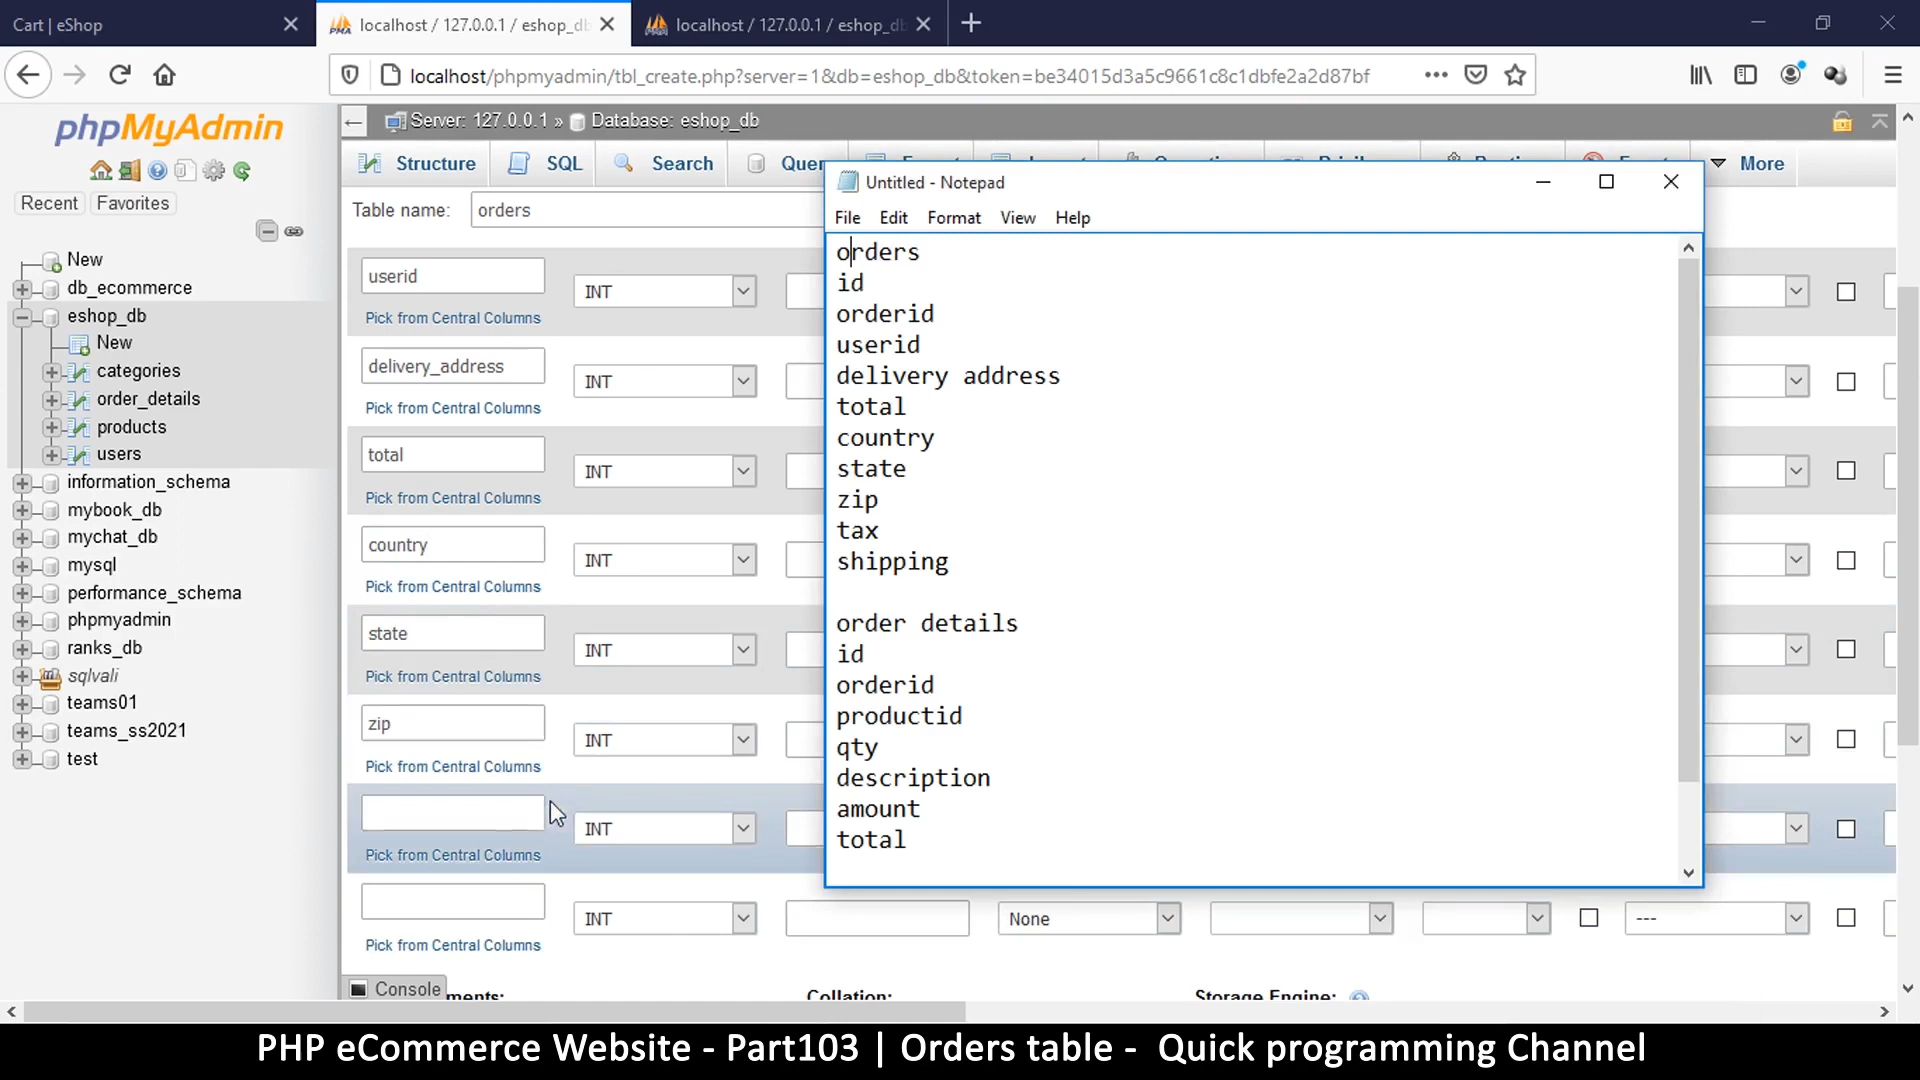 Cart | eShop
localhost / 127.0.0.1 / eshop_db
localhost / 127.0.0.1 / eshop_db
localhost/phpmyadmin/tbl_create.php?server=1&db=eshop_db&token=be34015d3a5c9661c8c1dbfe2a2d87bf
phpMyAdmin
Recent
Favorites
New
db_ecommerce
eshop_db
New
categories
order_details
products
users
information_schema
mybook_db
mychat_db
mysql
performance_schema
phpmyadmin
ranks_db
sqlvali
teams01
teams_ss2021
test
Server: 127.0.0.1 » Database: eshop_db
Structure
SQL
Search
More
Table name:
orders
userid
INT
Pick from Central Columns
delivery_address
INT
Pick from Central Columns
total
INT
Pick from Central Columns
country
INT
Pick from Central Columns
state
INT
Pick from Central Columns
zip
INT
Pick from Central Columns
INT
Pick from Central Columns
INT
None
---
Pick from Central Columns
Console
Collation:
Storage Engine:
Untitled - Notepad
File Edit Format View Help
orders
id
orderid
userid
delivery address
total
country
state
zip
tax
shipping
order details
id
orderid
productid
qty
description
amount
total
PHP eCommerce Website - Part103 | Orders table - Quick programming Channel